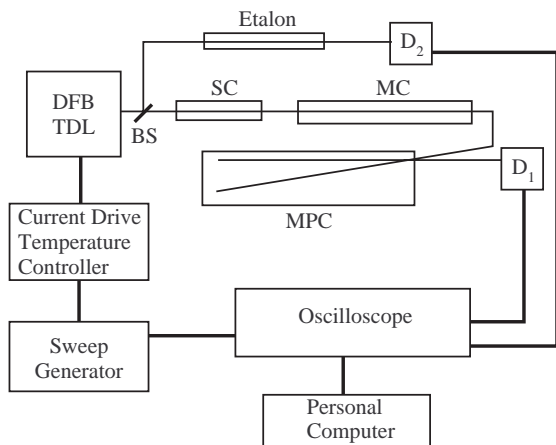 Etalon
D2
DFB
TDL
BS
SC
MC
D1
MPC
Current Drive
Temperature
Controller
Oscilloscope
Sweep
Generator
Personal
Computer